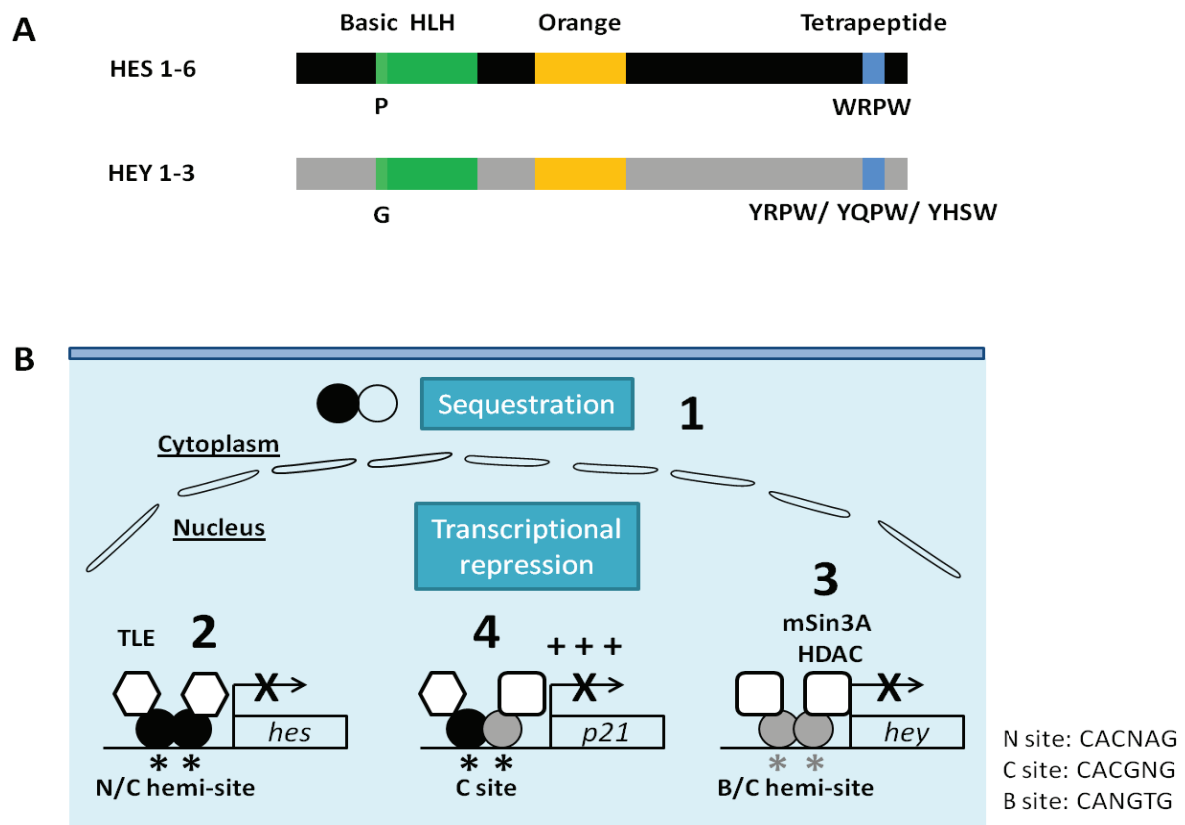 A
Basic HLH Orange Tetrapeptide
HES 1-6
P WRPW
HEY 1-3
G YRPW/ YQPW/ YHSW
B
Sequestration 1
Cytoplasm
Nucleus
Transcriptional
repression
3
TLE 2 4 + + + mSin3A
HDAC
X X X
hes p21 hey
* * * * * *
N/C hemi-site C site B/C hemi-site
N site: CACNAG
C site: CACGNG
B site: CANGTG